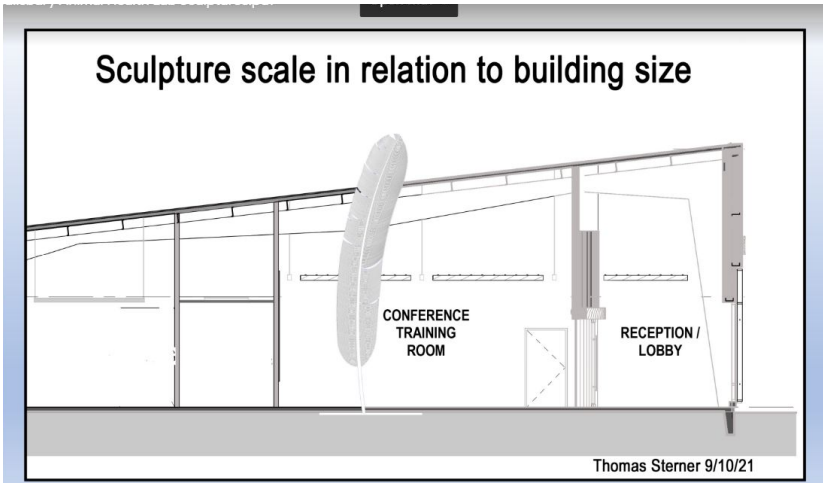 Sculpture scale in relation to building size
CONFERENCE
TRAINING
ROOM
RECEPTION /
LOBBY
Thomas Sterner 9/10/21